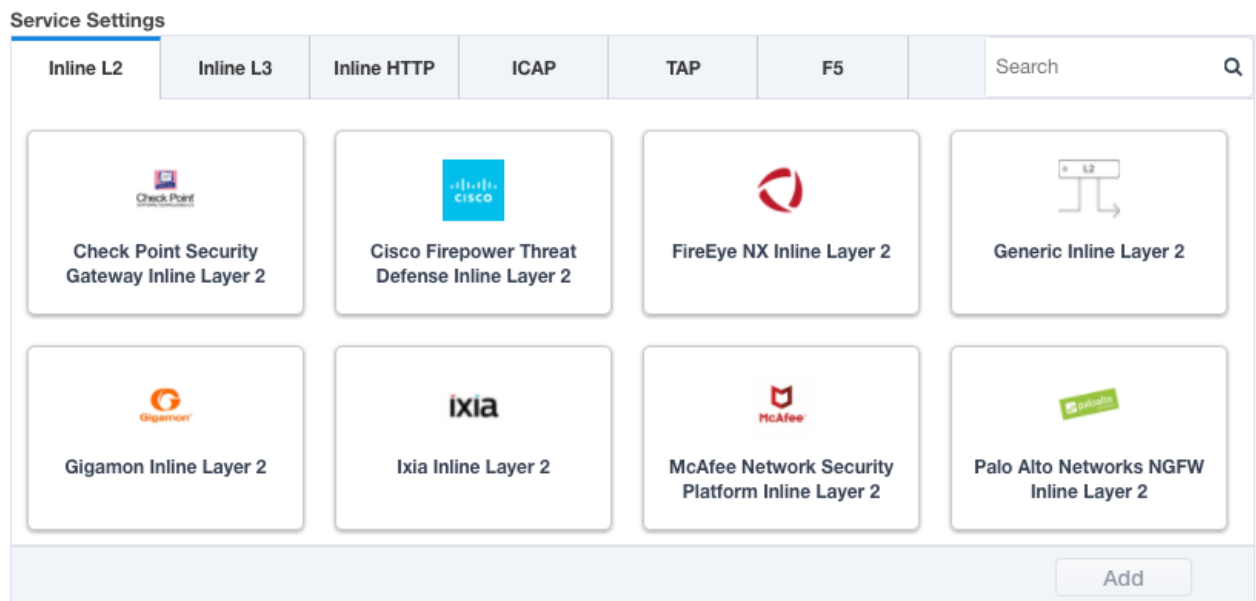 Service Settings
Inline L2
Inline L3
Inline HTTP
ICAP
TAP
F5
Search
Check Point
Check Point Security
Gateway Inline Layer 2
CISCO
Cisco Firepower Threat
Defense Inline Layer 2
FireEye NX Inline Layer 2
L2
Generic Inline Layer 2
Gigamon
Gigamon Inline Layer 2
ixia
Ixia Inline Layer 2
McAfee
McAfee Network Security
Platform Inline Layer 2
paloalto
Palo Alto Networks NGFW
Inline Layer 2
Add